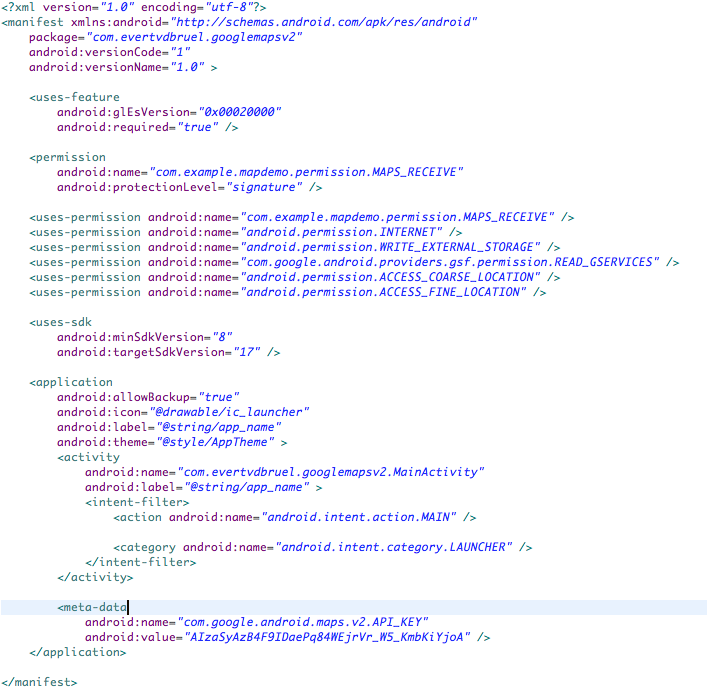 <?xml version="1.0" encoding="utf-8"?>
<manifest xmlns:android="http://schemas.android.com/apk/res/android"
    package="com.evertvdbruel.googlemapsv2"
    android:versionCode="1"
    android:versionName="1.0" >

    <uses-feature
        android:glEsVersion="0x00020000"
        android:required="true" />

    <permission
        android:name="com.example.mapdemo.permission.MAPS_RECEIVE"
        android:protectionLevel="signature" />

    <uses-permission android:name="com.example.mapdemo.permission.MAPS_RECEIVE" />
    <uses-permission android:name="android.permission.INTERNET" />
    <uses-permission android:name="android.permission.WRITE_EXTERNAL_STORAGE" />
    <uses-permission android:name="com.google.android.providers.gsf.permission.READ_GSERVICES" />
    <uses-permission android:name="android.permission.ACCESS_COARSE_LOCATION" />
    <uses-permission android:name="android.permission.ACCESS_FINE_LOCATION" />

    <uses-sdk
        android:minSdkVersion="8"
        android:targetSdkVersion="17" />

    <application
        android:allowBackup="true"
        android:icon="@drawable/ic_launcher"
        android:label="@string/app_name"
        android:theme="@style/AppTheme" >
        <activity
            android:name="com.evertvdbruel.googlemapsv2.MainActivity"
            android:label="@string/app_name" >
            <intent-filter>
                <action android:name="android.intent.action.MAIN" />

                <category android:name="android.intent.category.LAUNCHER" />
            </intent-filter>
        </activity>

        <meta-data
            android:name="com.google.android.maps.v2.API_KEY"
            android:value="AIzaSyAzB4F9IDaePq84WEjrVr_W5_KmbKiYjoA" />
    </application>

</manifest>